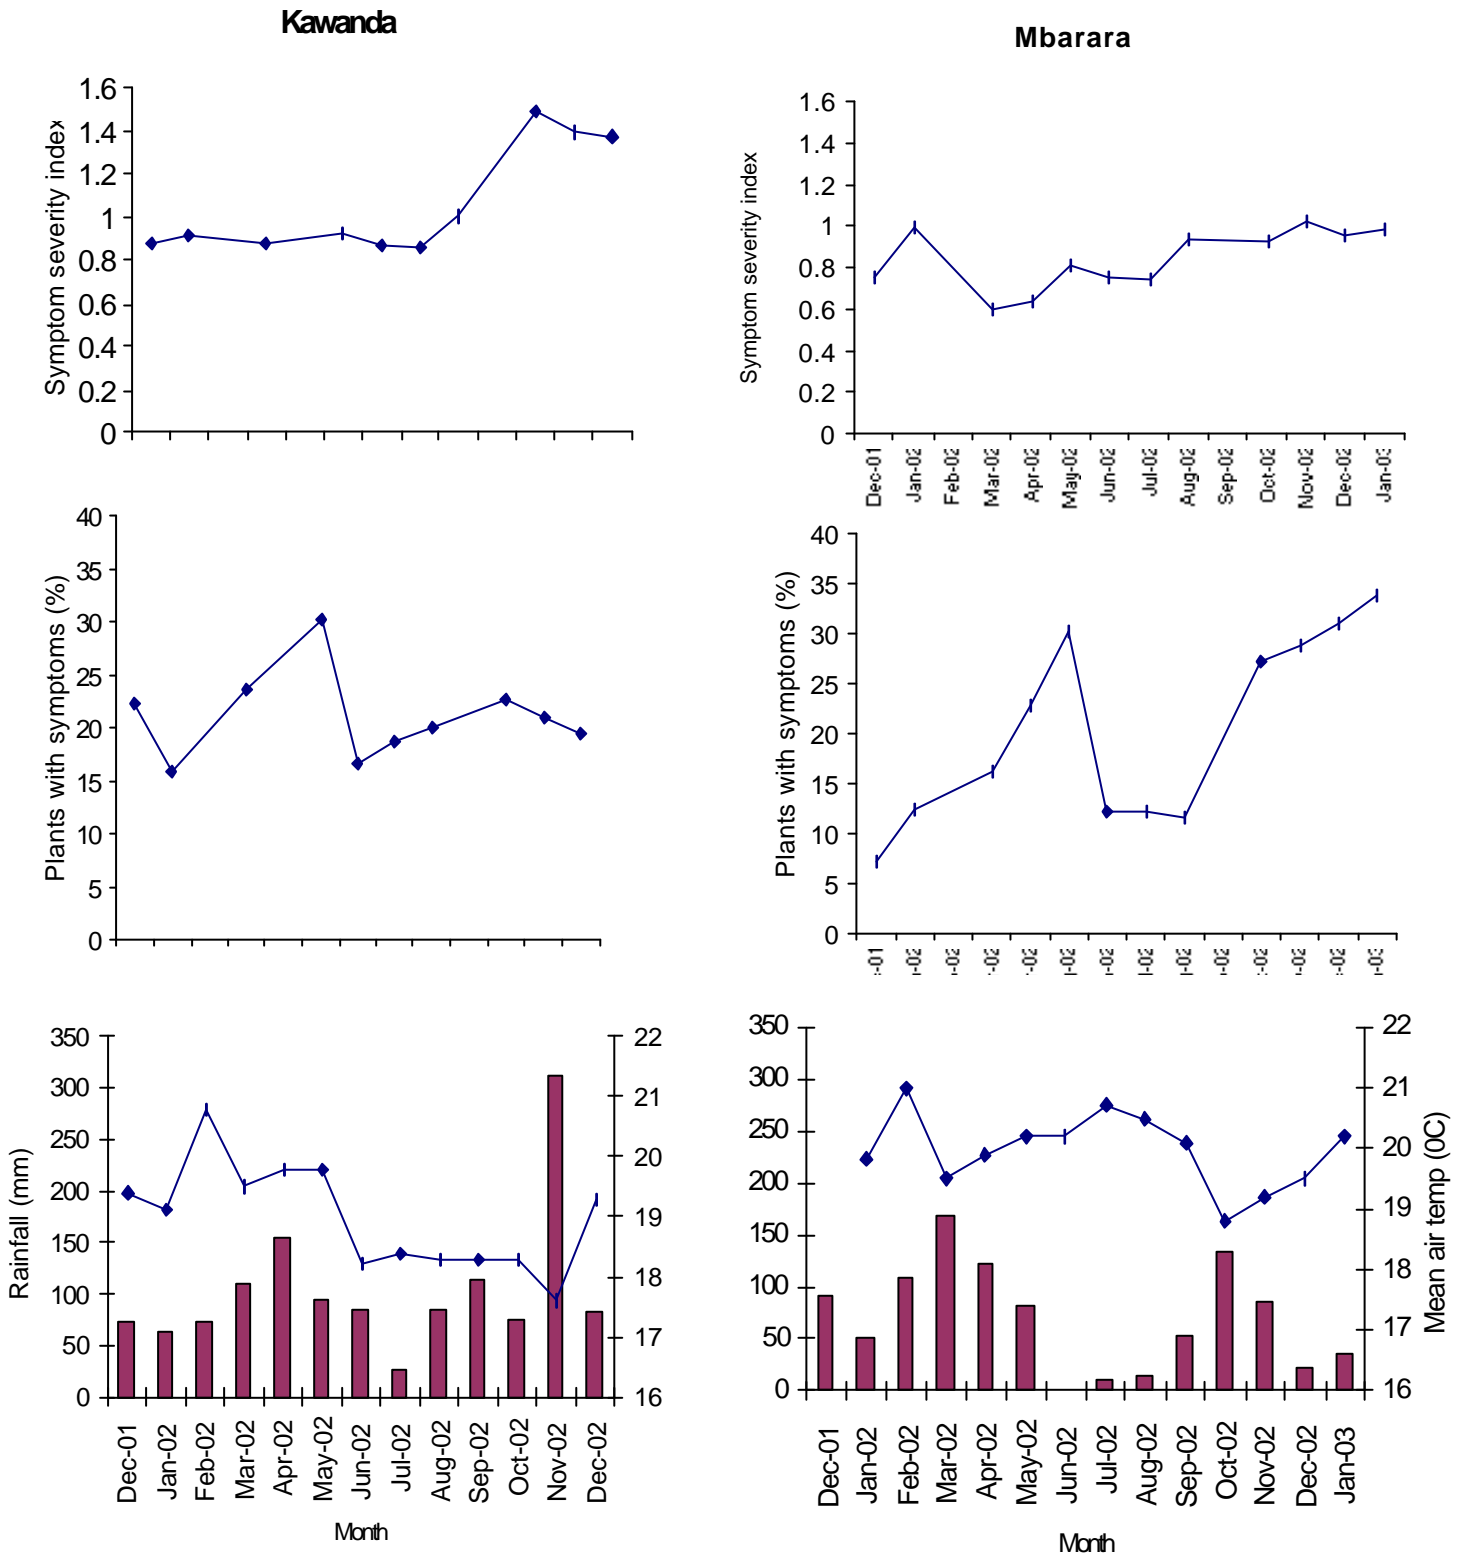 Kawanda
Symptom severity index
1.6
1.4
1.2
1
0.8
0.6
0.4
0.2
0
Plants with symptoms (%)
40
35
30
25
20
15
10
5
0
Rainfall (mm)
350
300
250
200
150
100
50
0
22
21
20
19
18
17
16
Dec-01
Jan-02
Feb-02
Mar-02
Apr-02
May-02
Jun-02
Jul-02
Aug-02
Sep-02
Oct-02
Nov-02
Dec-02
Month
Mbarara
Symptom severity index
1.6
1.4
1.2
1
0.8
0.6
0.4
0.2
0
Dec-01
Jan-02
Feb-02
Mar-02
Apr-02
May-02
Jun-02
Jul-02
Aug-02
Sep-02
Oct-02
Nov-02
Dec-02
Jan-03
Plants with symptoms (%)
40
35
30
25
20
15
10
5
0
350
300
250
200
150
100
50
0
22
21
20
19
18
17
16
Mean air temp (0C)
Dec-01
Jan-02
Feb-02
Mar-02
Apr-02
May-02
Jun-02
Jul-02
Aug-02
Sep-02
Oct-02
Nov-02
Dec-02
Jan-03
Month